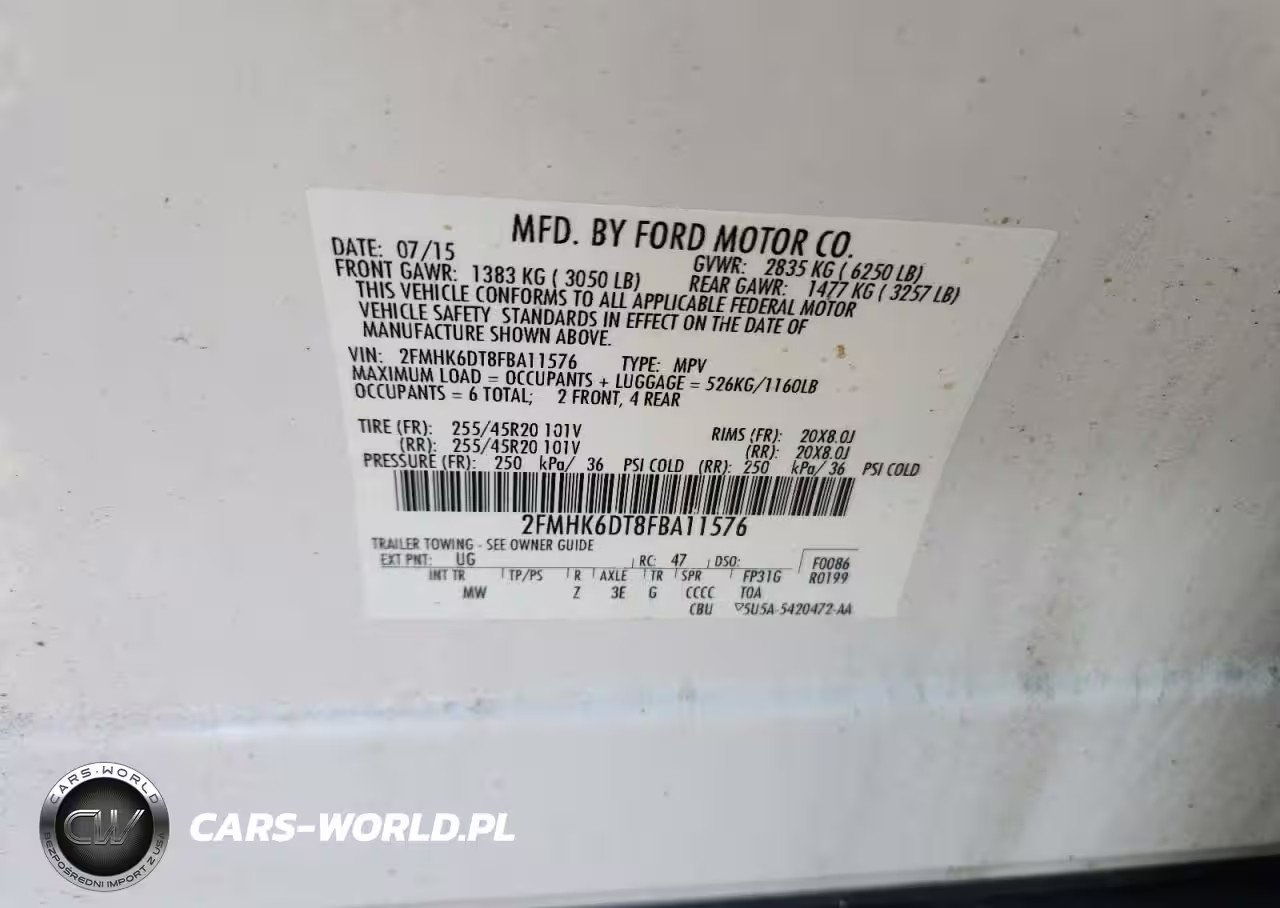 MFD. BY FORD MOTOR CO.
DATE: 07/15 GVWR: 2835 KG ( 6250 LB)
FRONT GAWR: 1383 KG ( 3050 LB) REAR GAWR: 1477 KG ( 3257 LB)
THIS VEHICLE CONFORMS TO ALL APPLICABLE FEDERAL MOTOR
VEHICLE SAFETY STANDARDS IN EFFECT ON THE DATE OF
MANUFACTURE SHOWN ABOVE.
VIN: 2FMHK6DT8FBA11576 TYPE: MPV
MAXIMUM LOAD = OCCUPANTS + LUGGAGE = 526KG/1160LB
OCCUPANTS = 6 TOTAL; 2 FRONT, 4 REAR
TIRE (FR): 255/45R20 101V RIMS (FR): 20X8.0J
(RR): 255/45R20 101V (RR): 20X8.0J
PRESSURE (FR): 250 kPa/ 36 PSI COLD (RR): 250 kPa/ 36 PSI COLD
2FMHK6DT8FBA11576
TRAILER TOWING - SEE OWNER GUIDE
EXT PNT: UG RC: 47 DSO: F0086
INT TR TP/PS R AXLE TR SPR FP31G R0199
MW Z 3E G CCCC TOA
CBU ▽5U5A-5420472-AA
CARS-WORLD
CW
BEZPOŚREDNI IMPORT Z USA
CARS-WORLD.PL